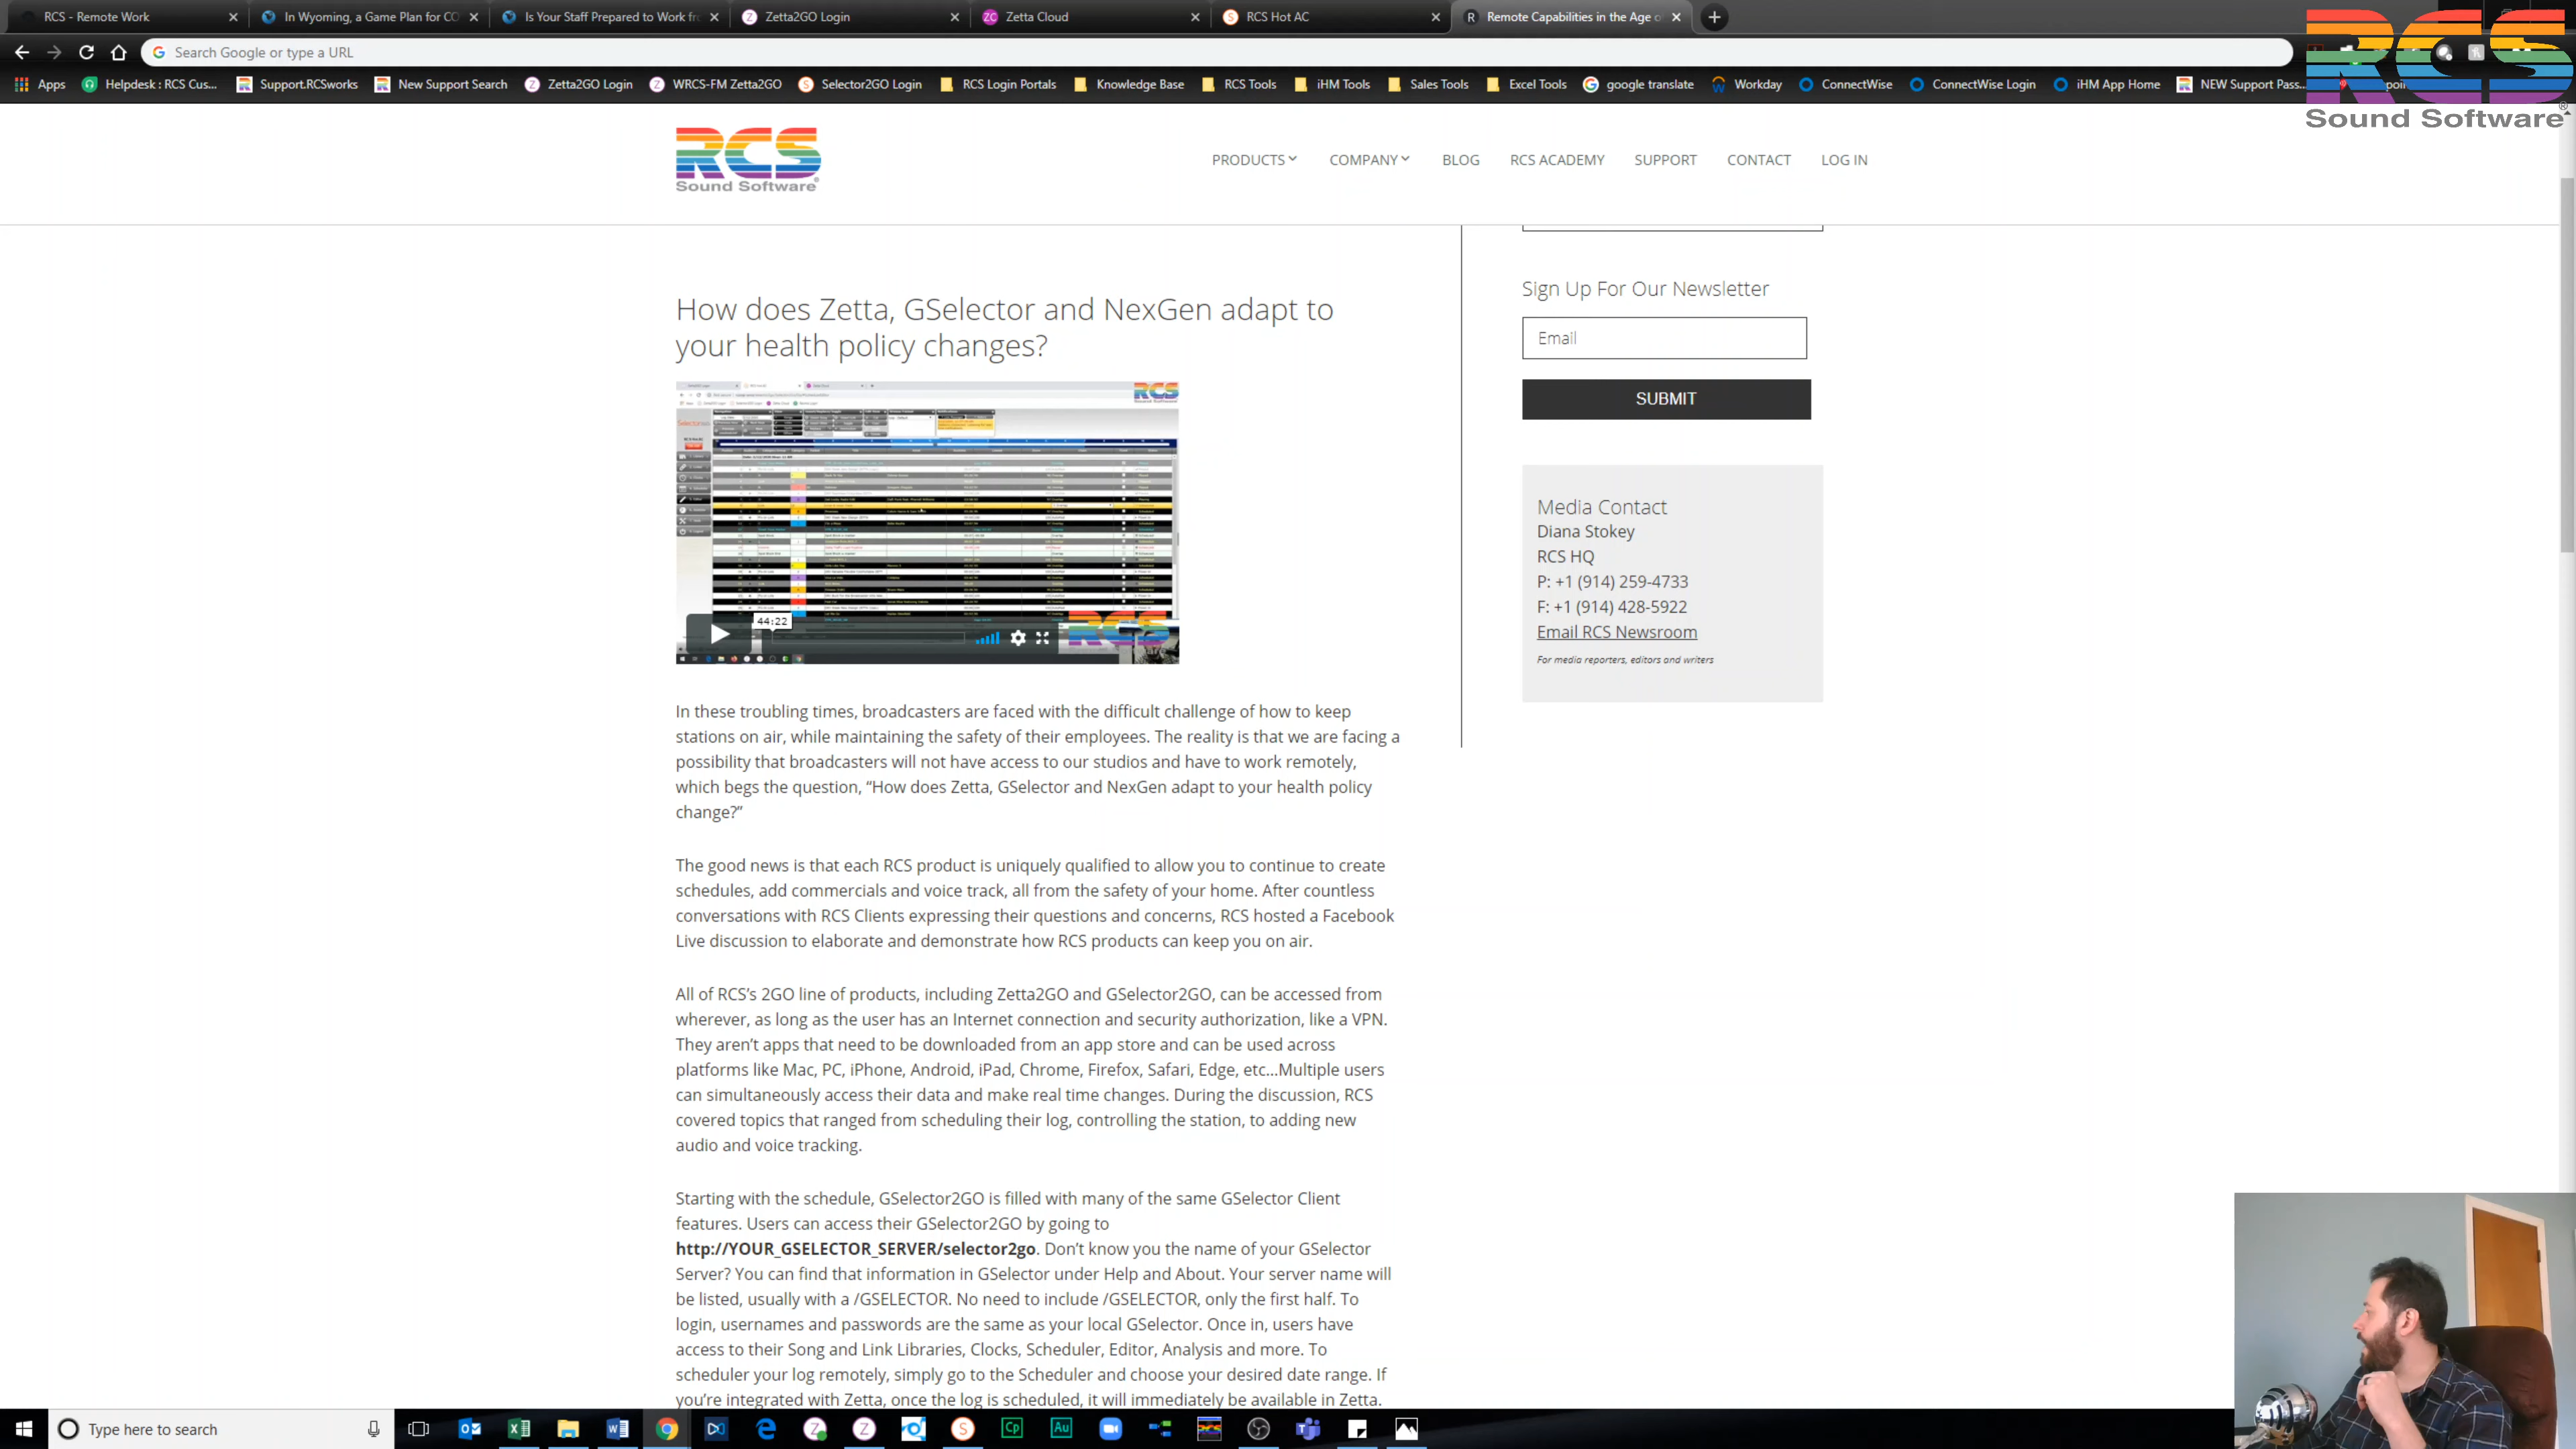 RCS - Remote Work
In Wyoming, a Game Plan for CO
Is Your Staff Prepared to Work fr
Zetta2GO Login
Zetta Cloud
RCS Hot AC
Remote Capabilities in the Age o
Search Google or type a URL
Apps
Helpdesk : RCS Cus...
Support.RCSworks
New Support Search
Zetta2GO Login
WRCS-FM Zetta2GO
Selector2GO Login
RCS Login Portals
Knowledge Base
RCS Tools
iHM Tools
Sales Tools
Excel Tools
google translate
Workday
ConnectWise
ConnectWise Login
iHM App Home
NEW Support Pass...
RCS
Sound Software®
RCS
Sound Software®
PRODUCTS
COMPANY
BLOG
RCS ACADEMY
SUPPORT
CONTACT
LOG IN
How does Zetta, GSelector and NexGen adapt to
your health policy changes?
RCS
44:22
In these troubling times, broadcasters are faced with the difficult challenge of how to keep
stations on air, while maintaining the safety of their employees. The reality is that we are facing a
possibility that broadcasters will not have access to our studios and have to work remotely,
which begs the question, “How does Zetta, GSelector and NexGen adapt to your health policy
change?”
The good news is that each RCS product is uniquely qualified to allow you to continue to create
schedules, add commercials and voice track, all from the safety of your home. After countless
conversations with RCS Clients expressing their questions and concerns, RCS hosted a Facebook
Live discussion to elaborate and demonstrate how RCS products can keep you on air.
All of RCS’s 2GO line of products, including Zetta2GO and GSelector2GO, can be accessed from
wherever, as long as the user has an Internet connection and security authorization, like a VPN.
They aren’t apps that need to be downloaded from an app store and can be used across
platforms like Mac, PC, iPhone, Android, iPad, Chrome, Firefox, Safari, Edge, etc...Multiple users
can simultaneously access their data and make real time changes. During the discussion, RCS
covered topics that ranged from scheduling their log, controlling the station, to adding new
audio and voice tracking.
Starting with the schedule, GSelector2GO is filled with many of the same GSelector Client
features. Users can access their GSelector2GO by going to
http://YOUR_GSELECTOR_SERVER/selector2go. Don’t know you the name of your GSelector
Server? You can find that information in GSelector under Help and About. Your server name will
be listed, usually with a /GSELECTOR. No need to include /GSELECTOR, only the first half. To
login, usernames and passwords are the same as your local GSelector. Once in, users have
access to their Song and Link Libraries, Clocks, Scheduler, Editor, Analysis and more. To
scheduler your log remotely, simply go to the Scheduler and choose your desired date range. If
you’re integrated with Zetta, once the log is scheduled, it will immediately be available in Zetta.
Sign Up For Our Newsletter
Email
SUBMIT
Media Contact
Diana Stokey
RCS HQ
P: +1 (914) 259-4733
F: +1 (914) 428-5922
Email RCS Newsroom
For media reporters, editors and writers
Type here to search